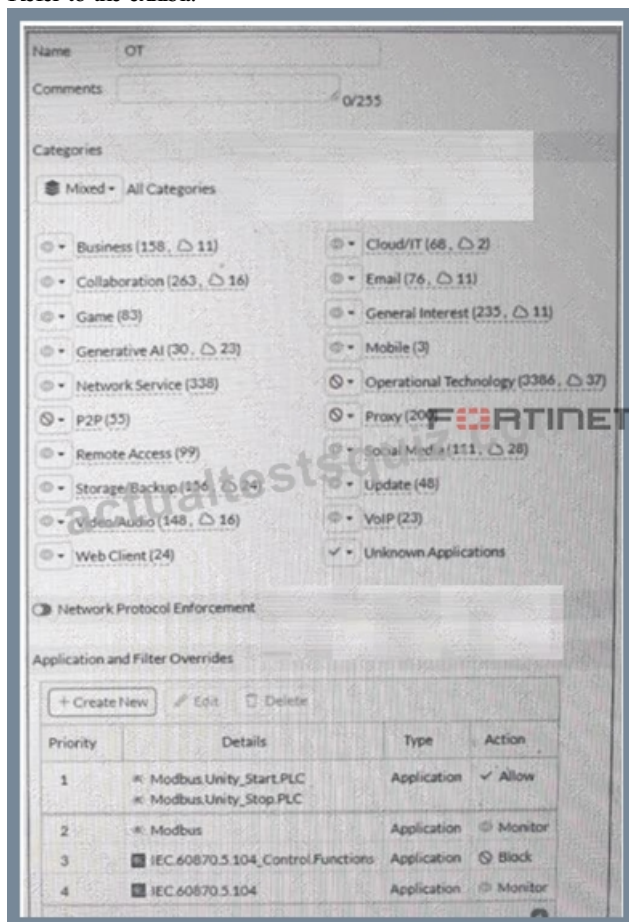 Name OT
Comments 0/255
Categories
Mixed All Categories
Business (158, 11) Cloud/IT (68, 2)
Collaboration (263, 16) Email (76, 11)
Game (83) General Interest (235, 11)
Generative AI (30, 23) Mobile (3)
Network Service (338) Operational Technology (3386, 37)
P2P (55) Proxy (200)
FORTINET
Remote Access (99) Social Media (111, 28)
Storage/Backup (156, 24) Update (48)
actualtestsquiz.
Video/Audio (148, 16) VoIP (23)
Web Client (24) Unknown Applications
Network Protocol Enforcement
Application and Filter Overrides
+ Create New Edit Delete
Priority Details Type Action
1 Modbus.Unity_Start.PLC Application Allow
Modbus.Unity_Stop.PLC
2 Modbus Application Monitor
3 IEC.60870.5.104_Control.Functions Application Block
4 IEC.60870.5.104 Application Monitor